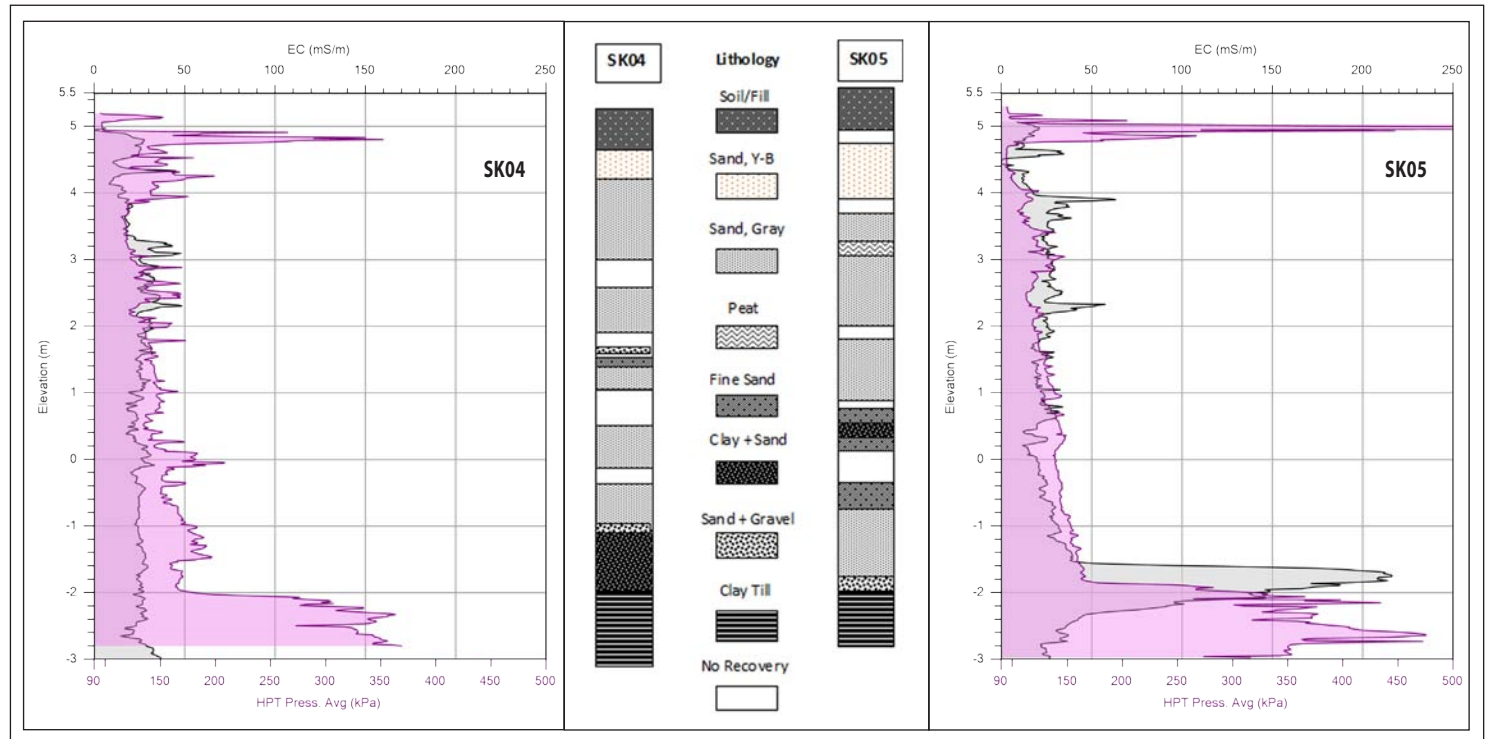 EC (mS/m)
0 50 100 150 200 250
5.5
5
4
3
2
1
0
-1
-2
-3
Elevation (m)
SK04
90 150 200 250 300 350 400 450 500
HPT Press. Avg (kPa)
SK04 Lithology SK05
Soil/Fill
Sand, Y-B
Sand, Gray
Peat
Fine Sand
Clay + Sand
Sand + Gravel
Clay Till
No Recovery
EC (mS/m)
0 50 100 150 200 250
5.5
5
4
3
2
1
0
-1
-2
-3
Elevation (m)
SK05
90 150 200 250 300 350 400 450 500
HPT Press. Avg (kPa)